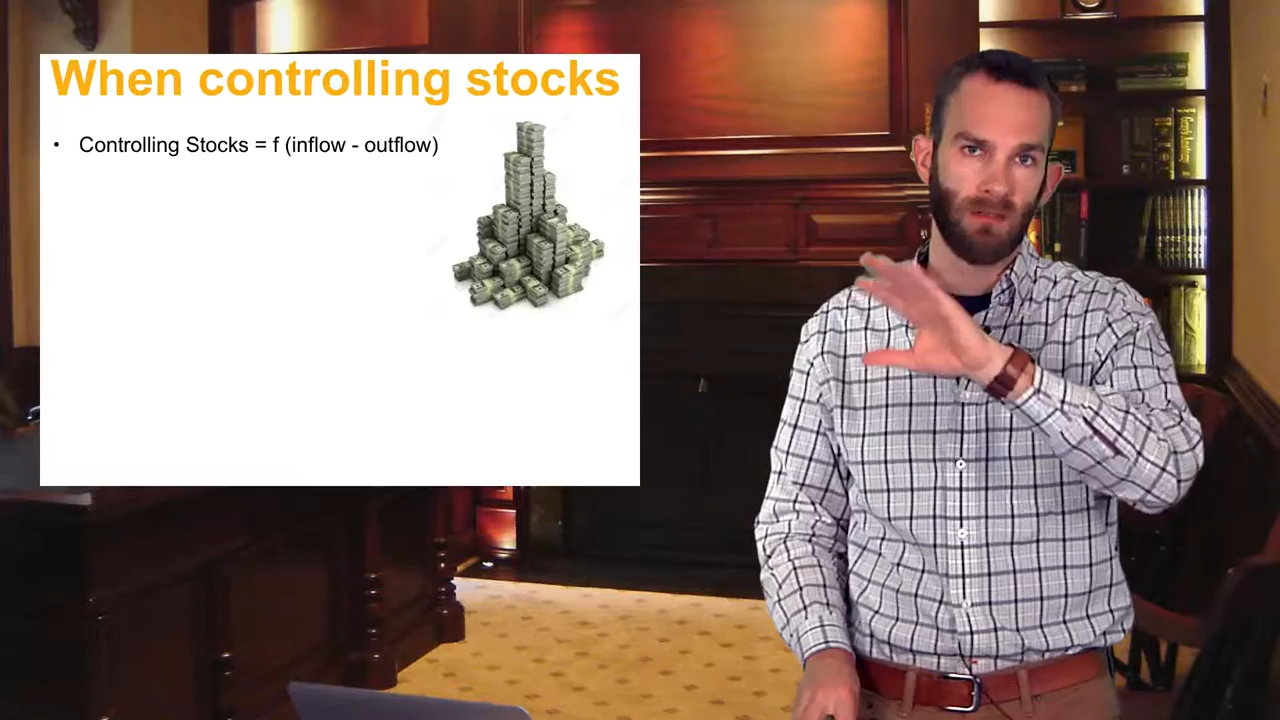 When controlling stocks
• Controlling Stocks = f (inflow - outflow)